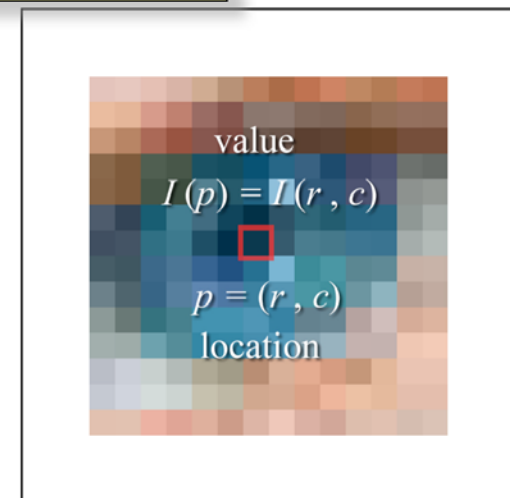 value
I (p) = I (r , c)
p = (r , c)
location